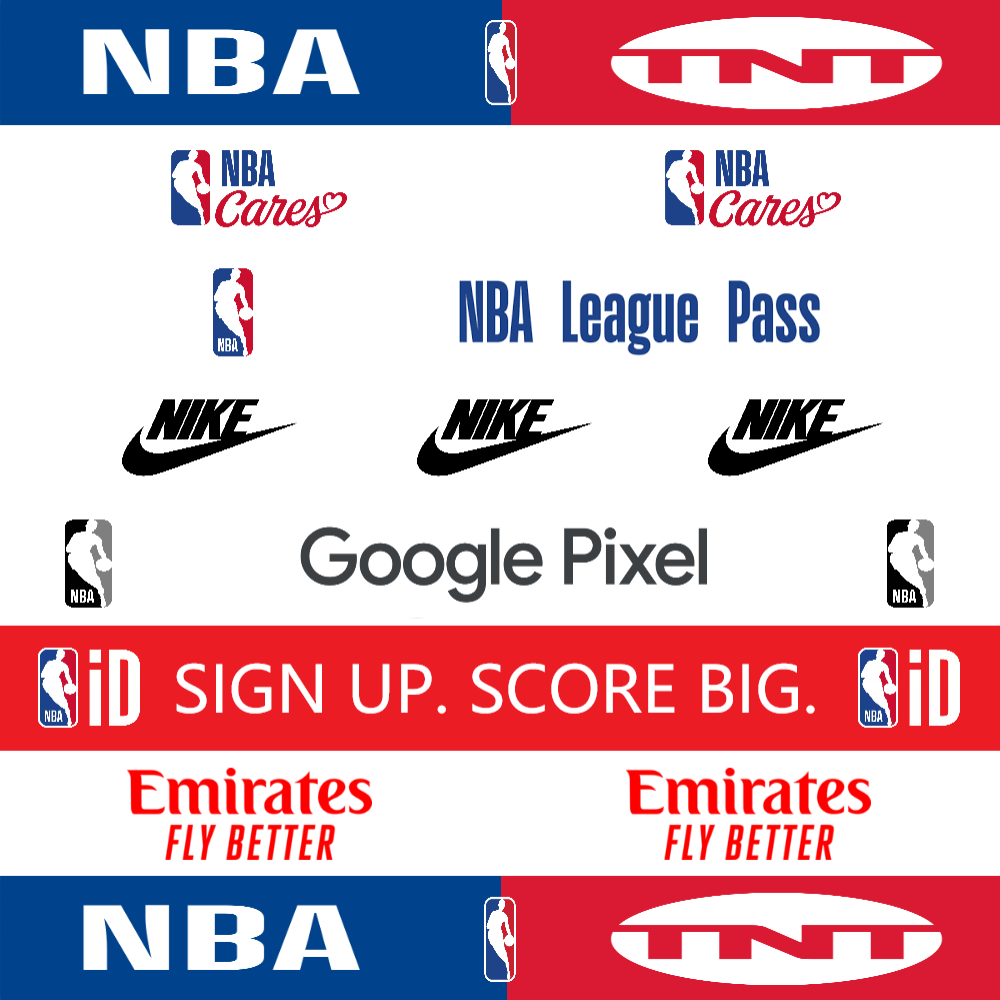 NBA TNT
NBA NBA
Cares Cares
NBA NBA League Pass
NIKE NIKE NIKE
NBA Google Pixel NBA
NBA iD SIGN UP. SCORE BIG. NBA iD
Emirates Emirates
FLY BETTER FLY BETTER
NBA TNT